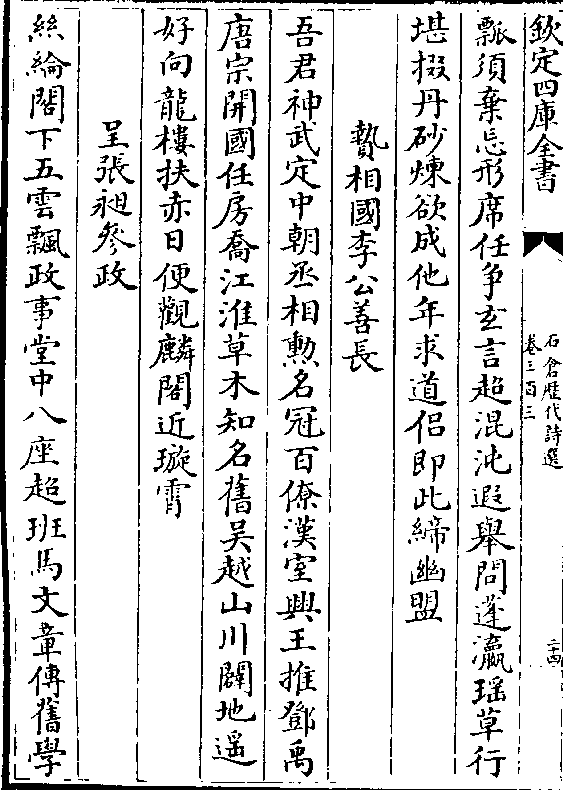 欽定四庫全書
石倉歷代詩選
卷三百三
二十四
瓢須棄忘形席任争玄言超混沌遐舉問蓬瀛瑶草行
堪掇丹砂煉欲成他年求道侣即此締幽盟
贄相國李公善長
吾君神武定中朝丞相勲名冠百僚漢室興王推鄧禹
唐宗開國任房喬江淮草木知名舊吴越山川闢地遥
好向龍樓扶赤日便觀麟閣近璇霄
呈張昶叅政
絲綸閣下五雲飄政事堂中八座超班馬文章傳舊學